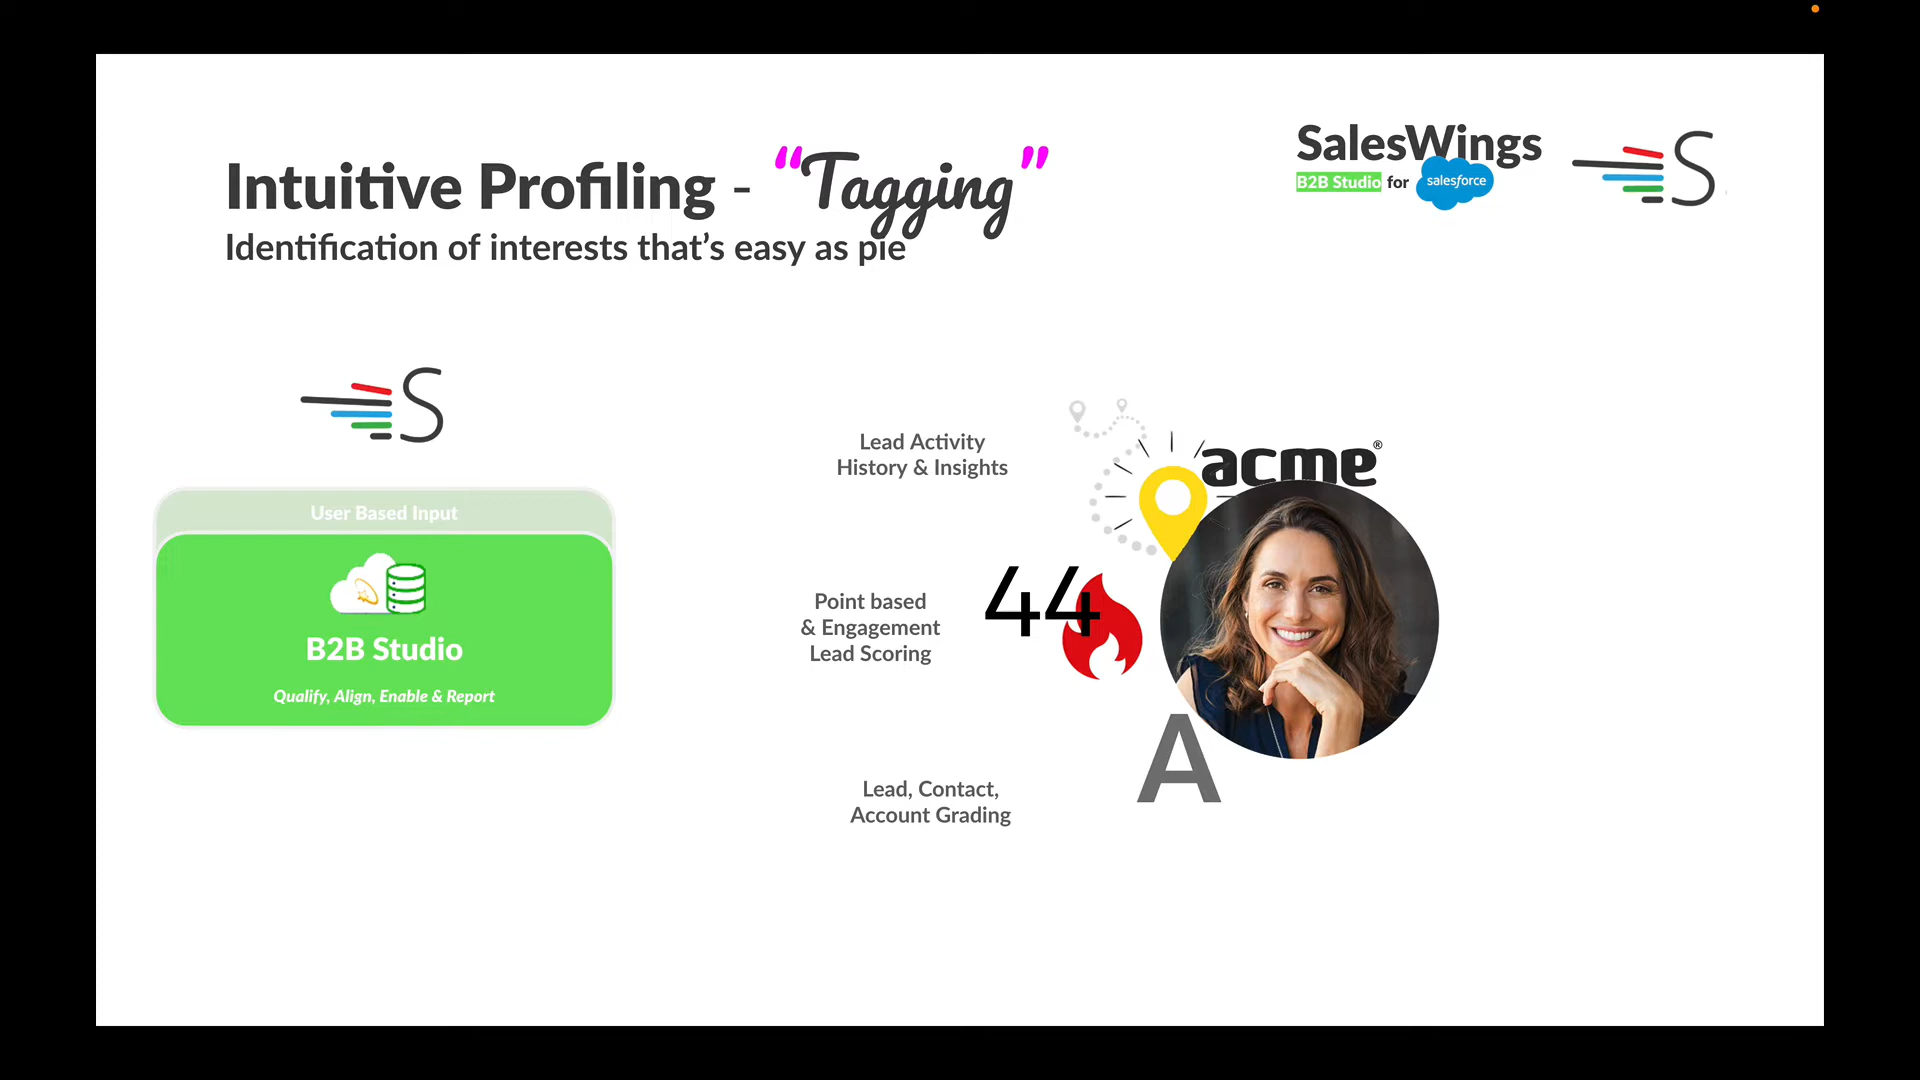 Intuitive Profiling - “Tagging”
Identification of interests that’s easy as pie
SalesWings
B2B Studio for salesforce
S
S
User Based Input
B2B Studio
Qualify, Align, Enable & Report
Lead Activity
History & Insights
acme®
Point based
& Engagement
Lead Scoring
44
A
Lead, Contact,
Account Grading